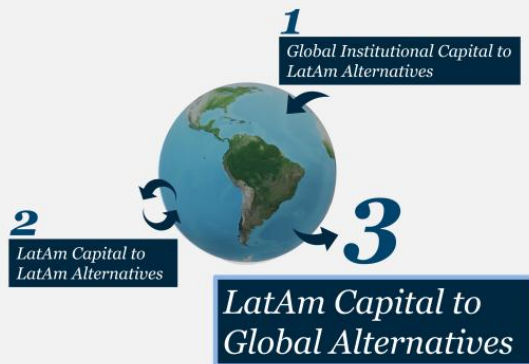 1
Global Institutional Capital to
LatAm Alternatives
2
LatAm Capital to
LatAm Alternatives
3
LatAm Capital to
Global Alternatives